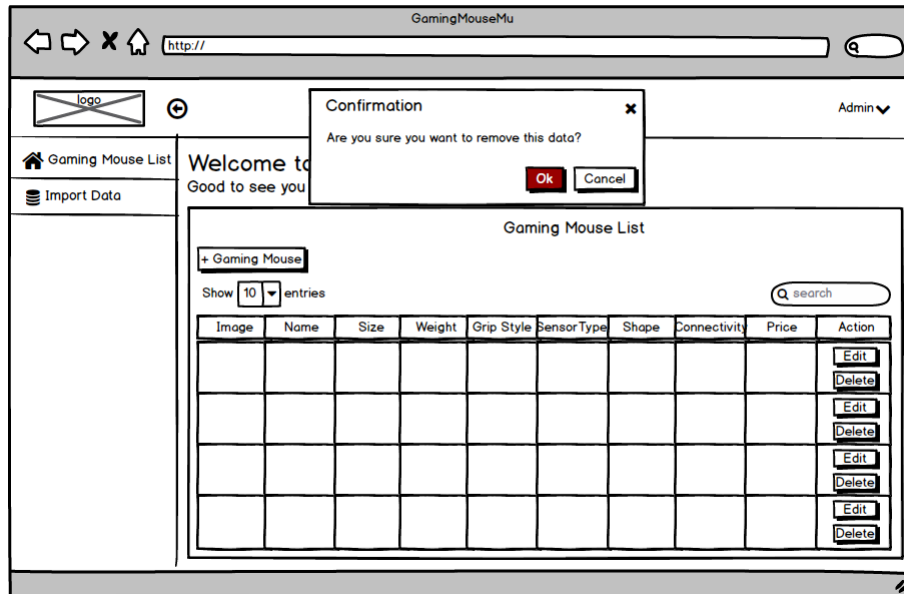 GamingMouseMu
http://
logo
Admin
Confirmation
Are you sure you want to remove this data?
Ok Cancel
Gaming Mouse List
Import Data
Welcome to
Good to see you
Gaming Mouse List
+ Gaming Mouse
Show 10 entries
search
Image Name Size Weight Grip Style SensorType Shape Connectivity Price Action
Edit
Delete
Edit
Delete
Edit
Delete
Edit
Delete